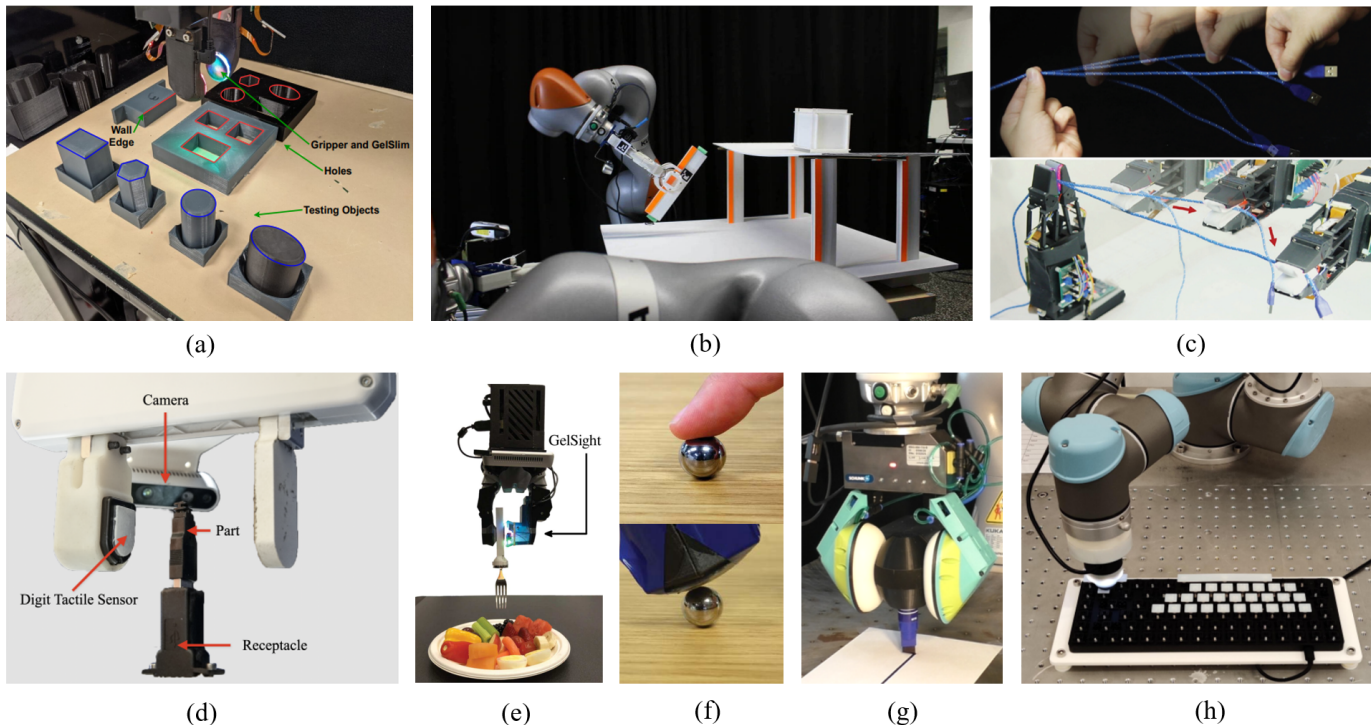 Wall
Edge
Gripper and GelSlim
Holes
Testing Objects
(a)
(b)
(c)
Camera
Part
Digit Tactile Sensor
Receptacle
(d)
GelSight
(e)
(f)
(g)
(h)